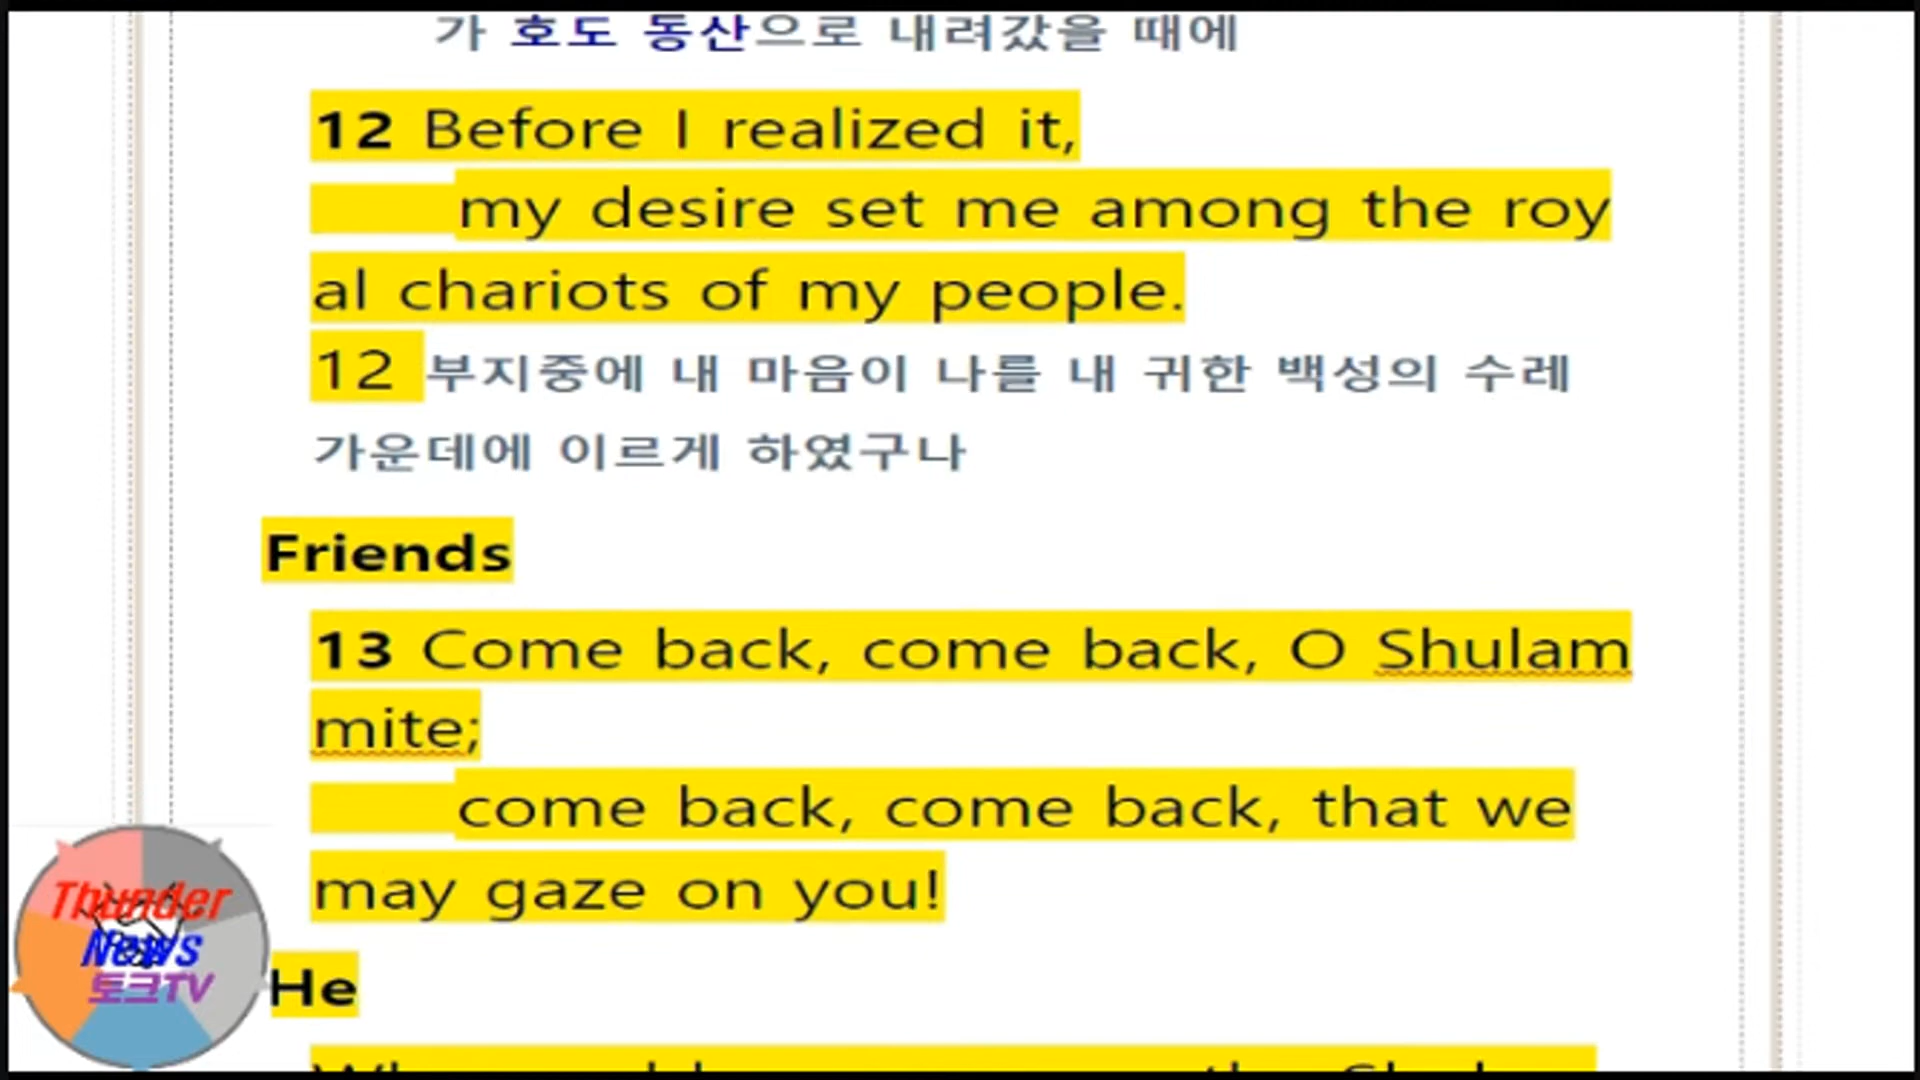 가 호도 동산으로 내려갔을 때에
12 Before I realized it,
my desire set me among the roy
al chariots of my people.
12 부지중에 내 마음이 나를 내 귀한 백성의 수레
가운데에 이르게 하였구나
Friends
13 Come back, come back, O Shulam
mite;
come back, come back, that we
may gaze on you!
Thunder
News
토크TV
He